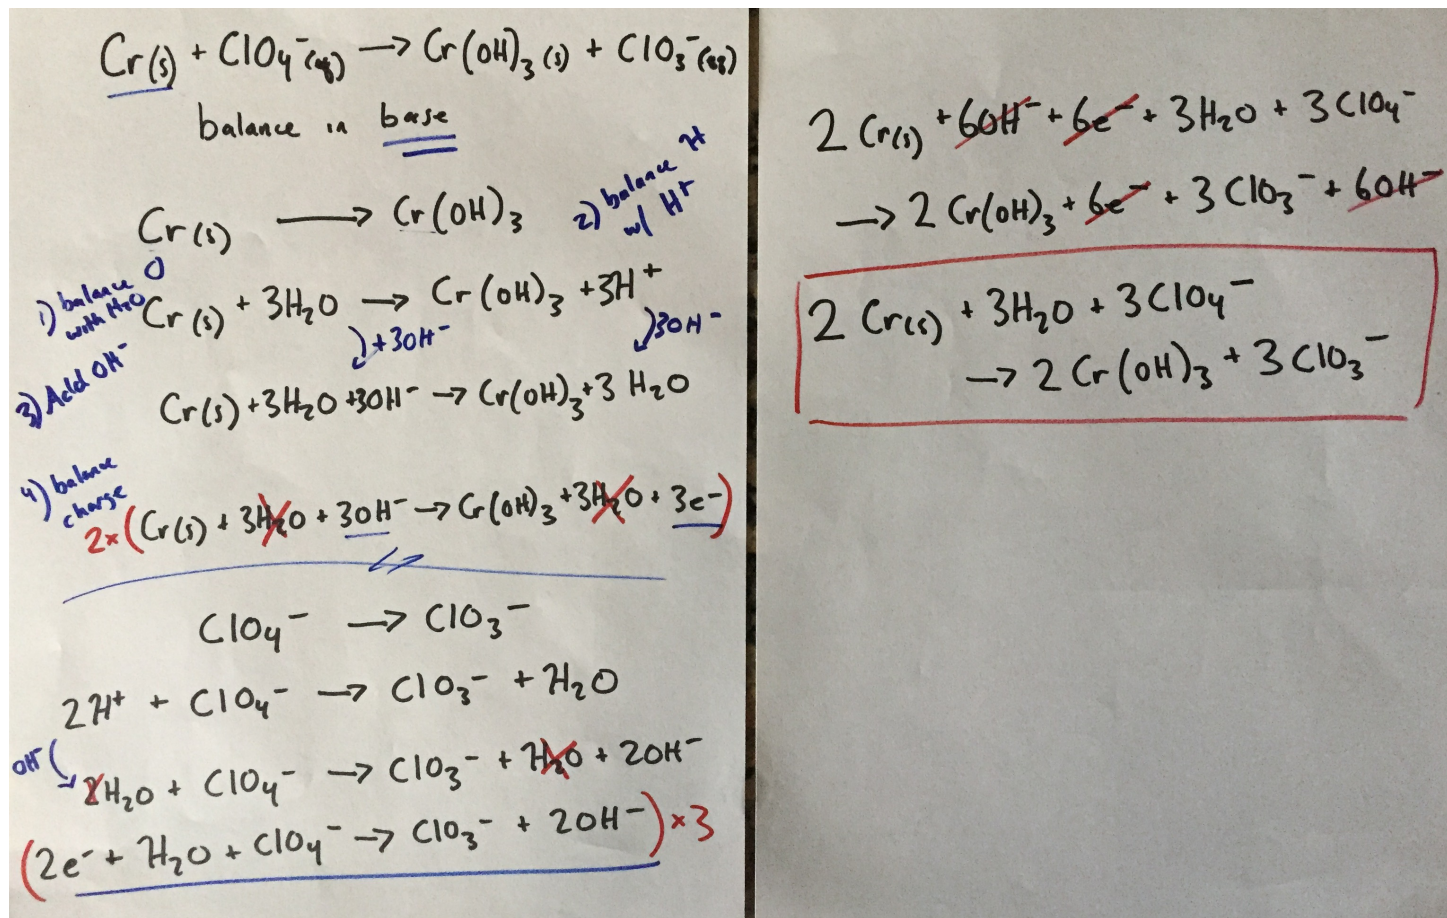 Cr(s) + ClO₄⁻(aq) → Cr(OH)₃(s) + ClO₃⁻(aq)
balance in base
Cr(s) → Cr(OH)₃
2) balance H
w/ H⁺
1) balance O
with H₂O
Cr(s) + 3H₂O → Cr(OH)₃ + 3H⁺
+3OH⁻
3OH⁻
3) Add OH⁻
Cr(s) + 3H₂O + 3OH⁻ → Cr(OH)₃ + 3 H₂O
4) balance
charge
2×(Cr(s) + 3H₂O + 3OH⁻ → Cr(OH)₃ + 3H₂O + 3e⁻)
ClO₄⁻ → ClO₃⁻
2H⁺ + ClO₄⁻ → ClO₃⁻ + H₂O
OH⁻
2H₂O + ClO₄⁻ → ClO₃⁻ + H₂O + 2OH⁻
(2e⁻ + H₂O + ClO₄⁻ → ClO₃⁻ + 2OH⁻) ×3
2 Cr(s) + 6OH⁻ + 6e⁻ + 3H₂O + 3ClO₄⁻
→ 2 Cr(OH)₃ + 6e⁻ + 3 ClO₃⁻ + 6OH⁻
2 Cr(s) + 3H₂O + 3ClO₄⁻
→ 2 Cr(OH)₃ + 3 ClO₃⁻